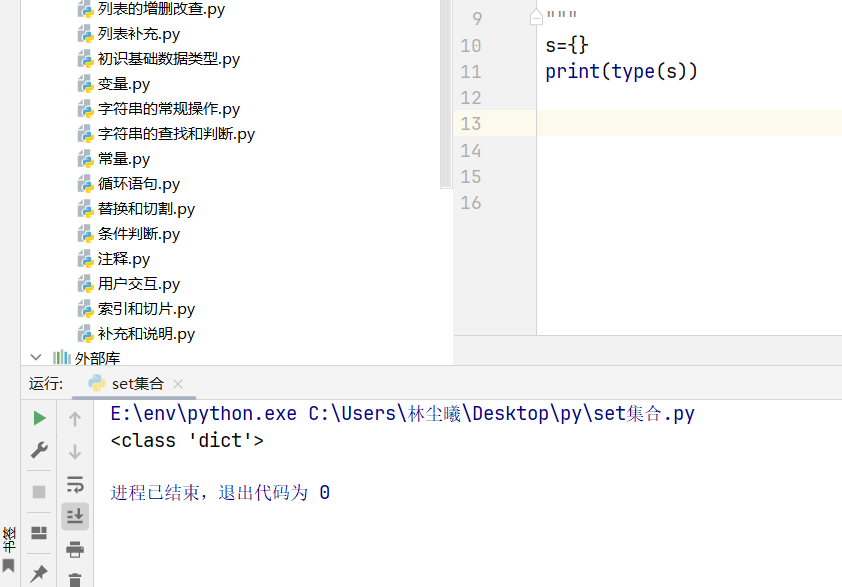 列表的增删改查.py
列表补充.py
初识基础数据类型.py
变量.py
字符串的常规操作.py
字符串的查找和判断.py
常量.py
循环语句.py
替换和切割.py
条件判断.py
注释.py
用户交互.py
索引和切片.py
补充和说明.py
外部库
9 """
10 s={}
11 print(type(s))
12
13
14
15
16
运行: set集合
E:\env\python.exe C:\Users\林尘曦\Desktop\py\set集合.py
<class 'dict'>
进程已结束，退出代码为 0
书签